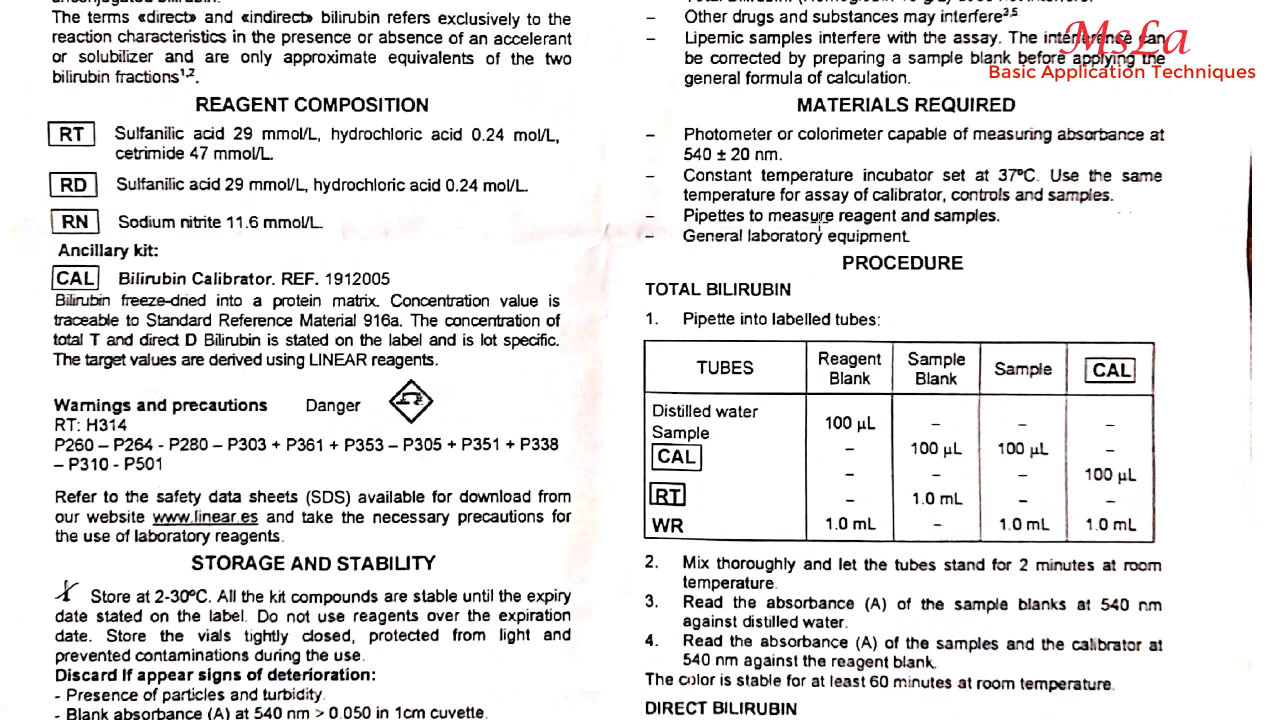 unconjugated bilirubin.
The terms «direct» and «indirect» bilirubin refers exclusively to the
reaction characteristics in the presence or absence of an accelerant
or solubilizer and are only approximate equivalents of the two
bilirubin fractions1,2.
REAGENT COMPOSITION
RT Sulfanilic acid 29 mmol/L, hydrochloric acid 0.24 mol/L,
cetrimide 47 mmol/L.
RD Sulfanilic acid 29 mmol/L, hydrochloric acid 0.24 mol/L.
RN Sodium nitrite 11.6 mmol/L.
Ancillary kit:
CAL Bilirubin Calibrator. REF. 1912005
Bilirubin freeze-dried into a protein matrix. Concentration value is
traceable to Standard Reference Material 916a. The concentration of
total T and direct D Bilirubin is stated on the label and is lot specific.
The target values are derived using LINEAR reagents.
Warnings and precautions Danger
RT: H314
P260 – P264 - P280 – P303 + P361 + P353 – P305 + P351 + P338
– P310 - P501
Refer to the safety data sheets (SDS) available for download from
our website www.linear.es and take the necessary precautions for
the use of laboratory reagents.
STORAGE AND STABILITY
Store at 2-30ºC. All the kit compounds are stable until the expiry
date stated on the label. Do not use reagents over the expiration
date. Store the vials tightly closed, protected from light and
prevented contaminations during the use.
Discard If appear signs of deterioration:
- Presence of particles and turbidity.
- Blank absorbance (A) at 540 nm > 0.050 in 1cm cuvette.
– Other drugs and substances may interfere3,5
– Lipemic samples interfere with the assay. The interference can
be corrected by preparing a sample blank before applying the
general formula of calculation.
MsLa
Basic Application Techniques
MATERIALS REQUIRED
– Photometer or colorimeter capable of measuring absorbance at
540 ± 20 nm.
– Constant temperature incubator set at 37ºC. Use the same
temperature for assay of calibrator, controls and samples.
– Pipettes to measure reagent and samples.
– General laboratory equipment.
PROCEDURE
TOTAL BILIRUBIN
1. Pipette into labelled tubes:
TUBES Reagent Blank Sample Blank Sample CAL
Distilled water 100 µL – – –
Sample – 100 µL 100 µL –
CAL – – – 100 µL
RT – 1.0 mL – –
WR 1.0 mL – 1.0 mL 1.0 mL
2. Mix thoroughly and let the tubes stand for 2 minutes at room
temperature.
3. Read the absorbance (A) of the sample blanks at 540 nm
against distilled water.
4. Read the absorbance (A) of the samples and the calibrator at
540 nm against the reagent blank.
The color is stable for at least 60 minutes at room temperature.
DIRECT BILIRUBIN